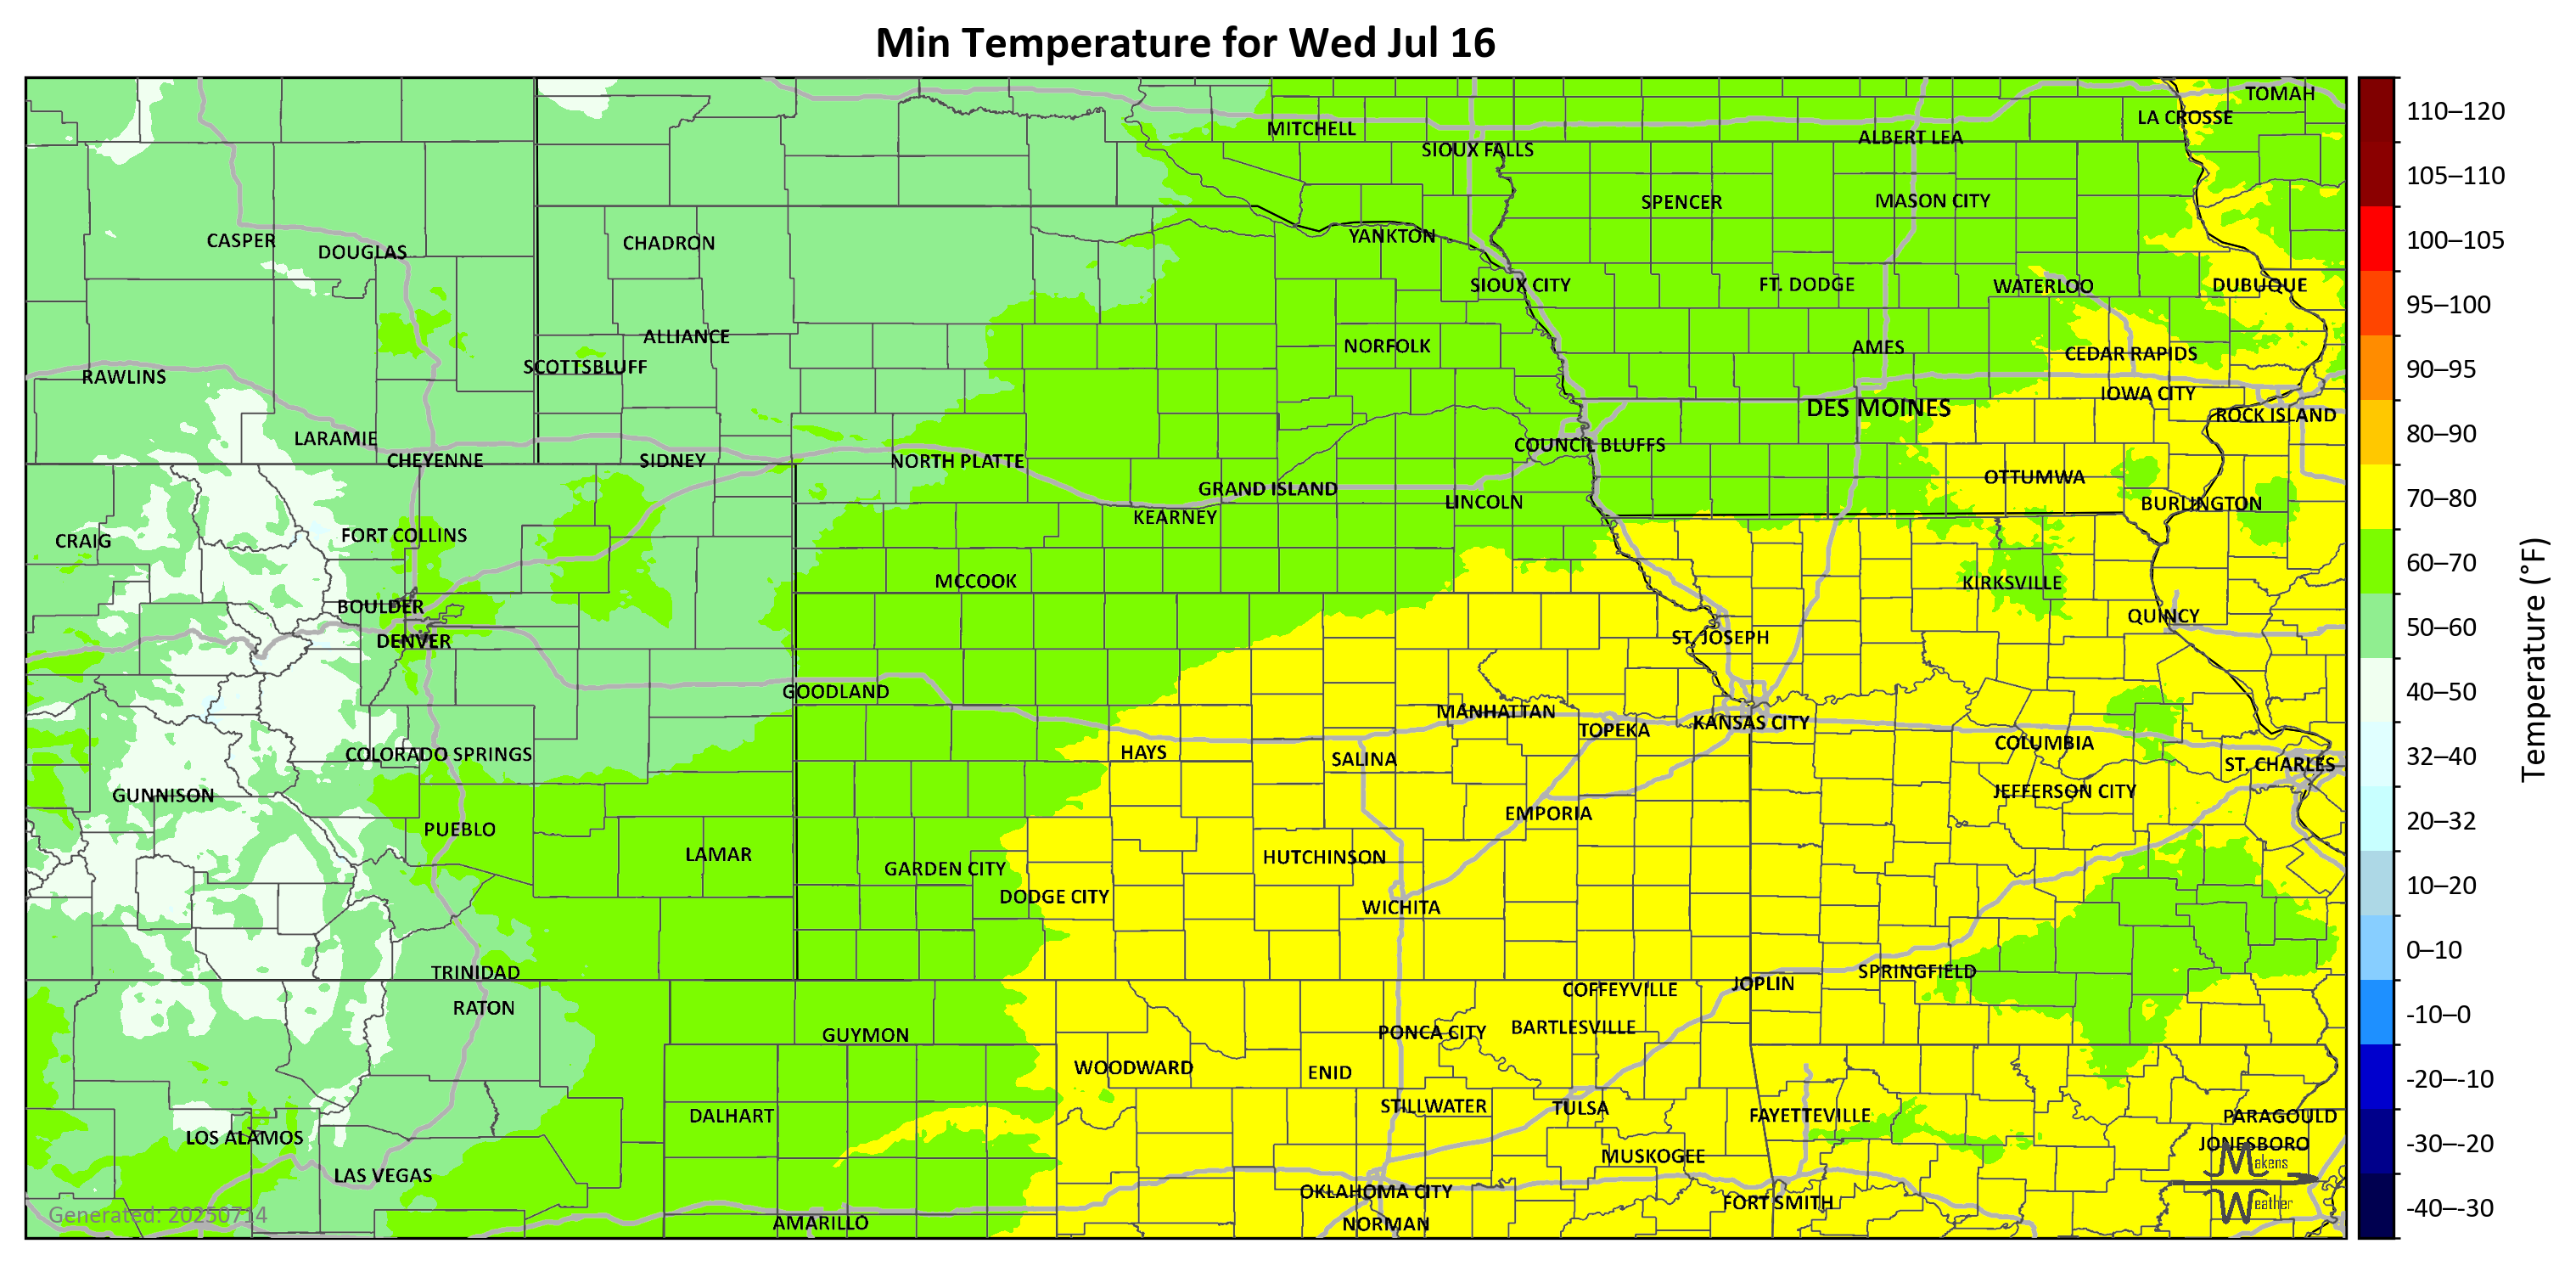 Min Temperature for Wed Jul 16
TOMAH
LA CROSSE
MITCHELL
ALBERT LEA
SIOUX FALLS
SPENCER
MASON CITY
CASPER
DOUGLAS
CHADRON
YANKTON
SIOUX CITY
FT. DODGE
WATERLOO
DUBUQUE
ALLIANCE
NORFOLK
AMES
CEDAR RAPIDS
SCOTTSBLUFF
RAWLINS
IOWA CITY
DES MOINES
ROCK ISLAND
LARAMIE
COUNCIL BLUFFS
CHEYENNE
SIDNEY
NORTH PLATTE
OTTUMWA
GRAND ISLAND
LINCOLN
BURLINGTON
KEARNEY
CRAIG
FORT COLLINS
MCCOOK
KIRKSVILLE
BOULDER
QUINCY
DENVER
ST. JOSEPH
GOODLAND
MANHATTAN
TOPEKA
KANSAS CITY
COLUMBIA
COLORADO SPRINGS
HAYS
SALINA
ST. CHARLES
GUNNISON
JEFFERSON CITY
EMPORIA
PUEBLO
LAMAR
HUTCHINSON
GARDEN CITY
DODGE CITY
WICHITA
TRINIDAD
SPRINGFIELD
JOPLIN
COFFEYVILLE
RATON
GUYMON
PONCA CITY
BARTLESVILLE
WOODWARD
ENID
DALHART
STILLWATER
TULSA
FAYETTEVILLE
PARAGOULD
LOS ALAMOS
JONESBORO
MUSKOGEE
LAS VEGAS
OKLAHOMA CITY
FORT SMITH
AMARILLO
NORMAN
Generated: 20250714
Makens
Weather
110–120
105–110
100–105
95–100
90–95
80–90
70–80
60–70
50–60
40–50
32–40
20–32
10–20
0–10
-10–0
-20–-10
-30–-20
-40–-30
Temperature (°F)